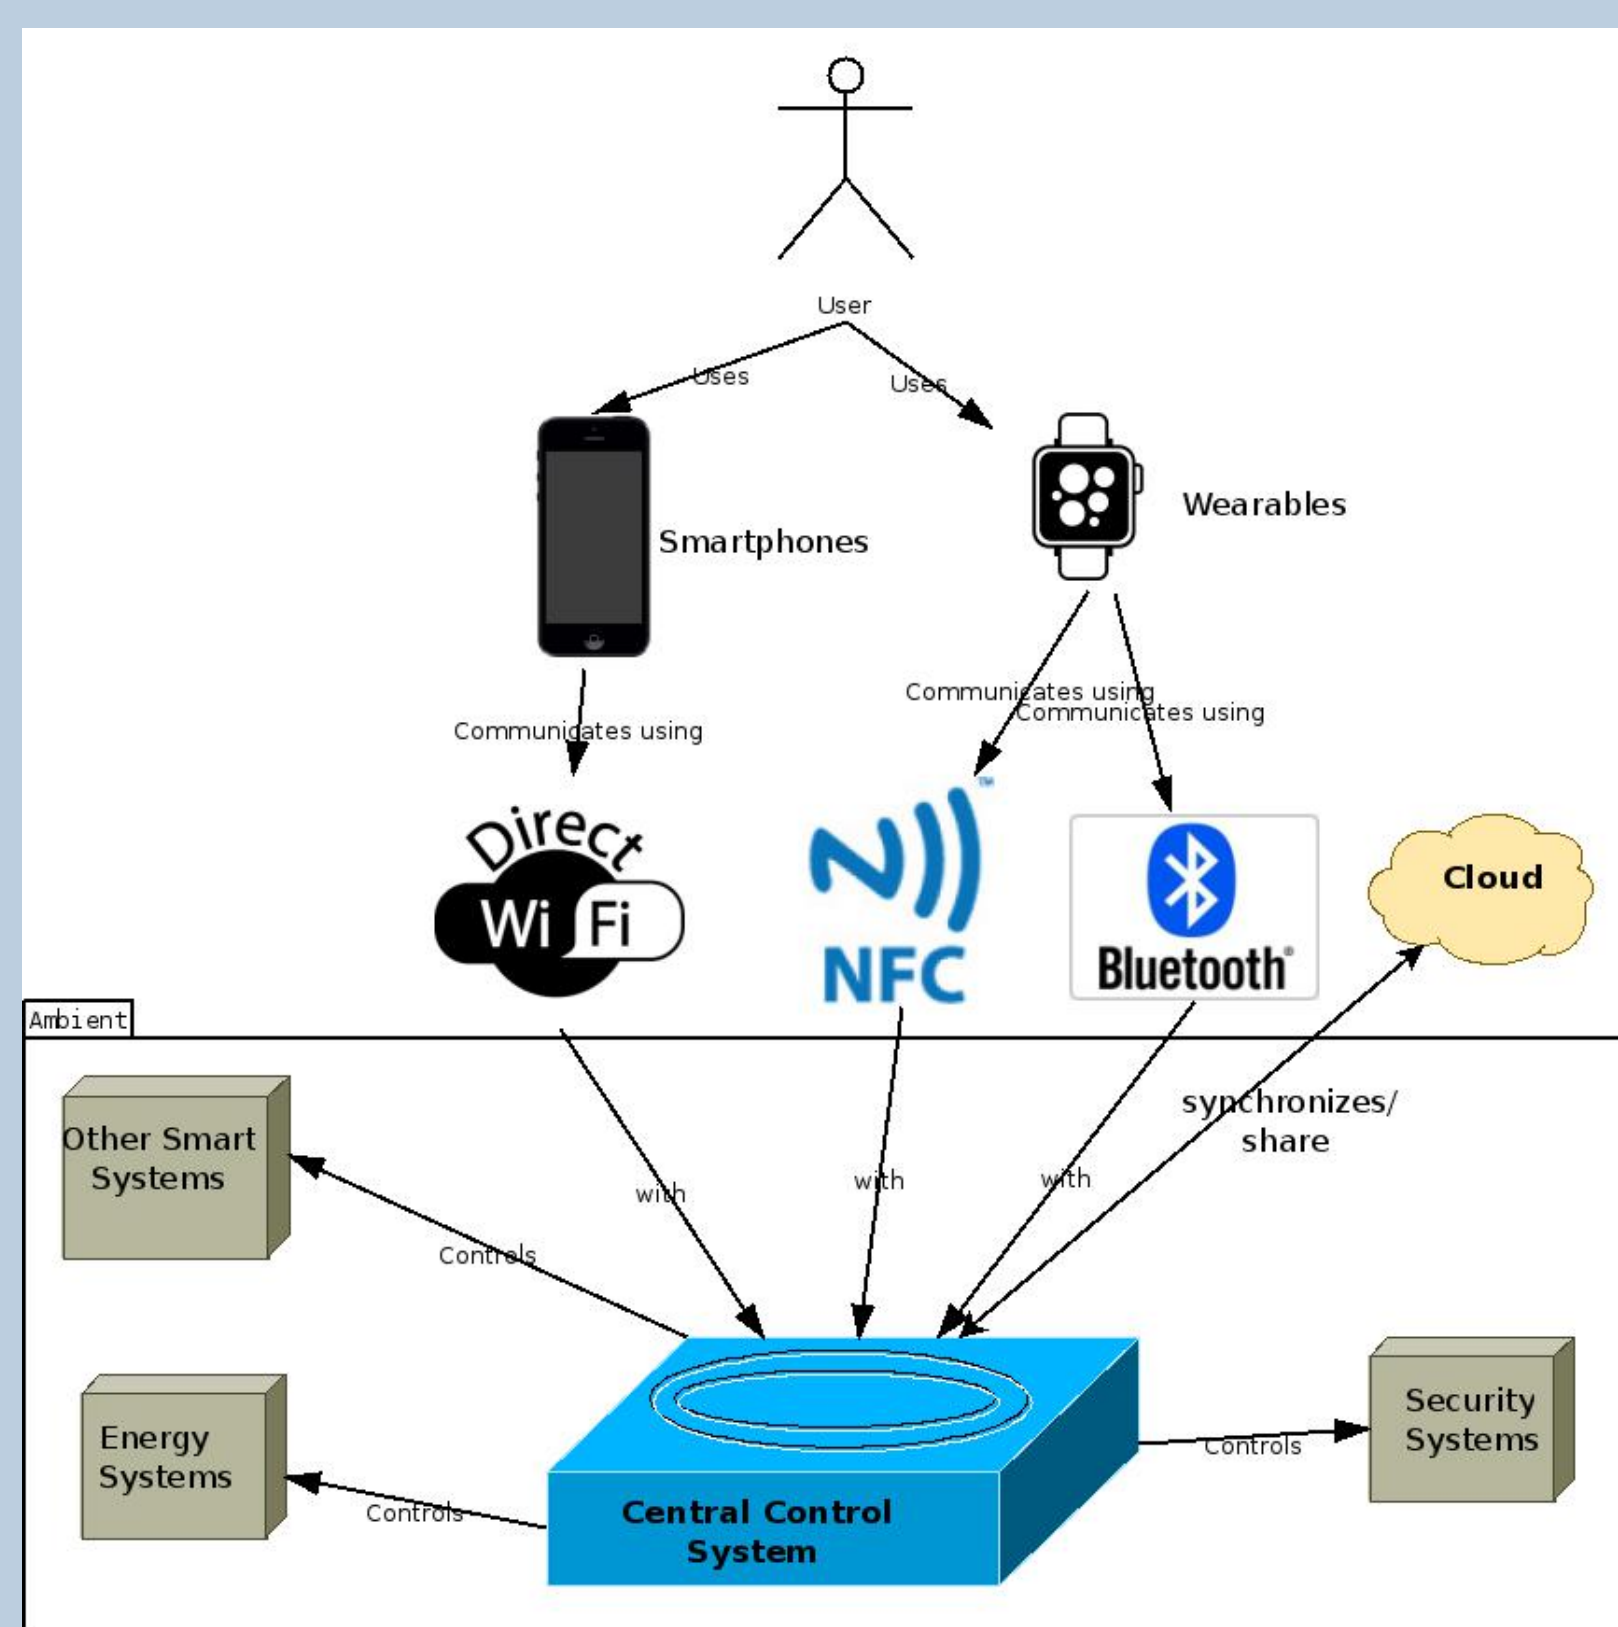 User
Uses
Uses
Smartphones
Wearables
Communicates using
Communicates using
Communicates using
Direct
Wi Fi
™
NFC
Bluetooth®
Cloud
Ambient
synchronizes/
share
Other Smart
Systems
with
with
with
Controls
Energy
Systems
Controls
Central Control
System
Controls
Security
Systems